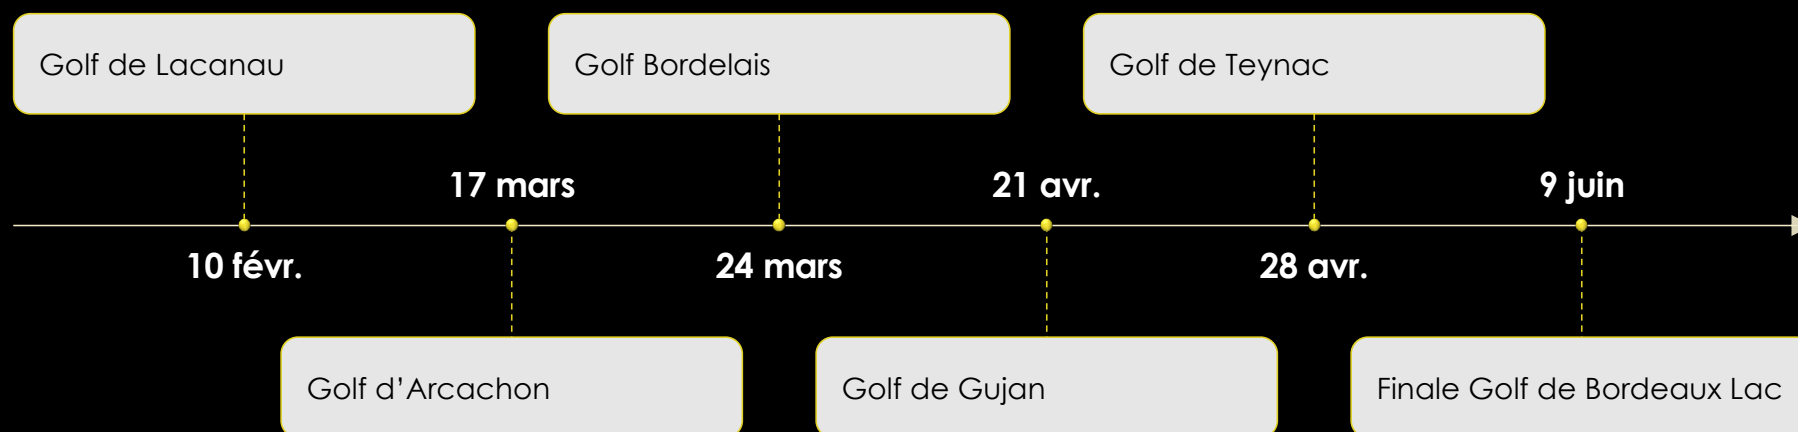 Golf de Lacanau
Golf Bordelais
Golf de Teynac
17 mars
21 avr.
9 juin
10 févr.
24 mars
28 avr.
Golf d’Arcachon
Golf de Gujan
Finale Golf de Bordeaux Lac